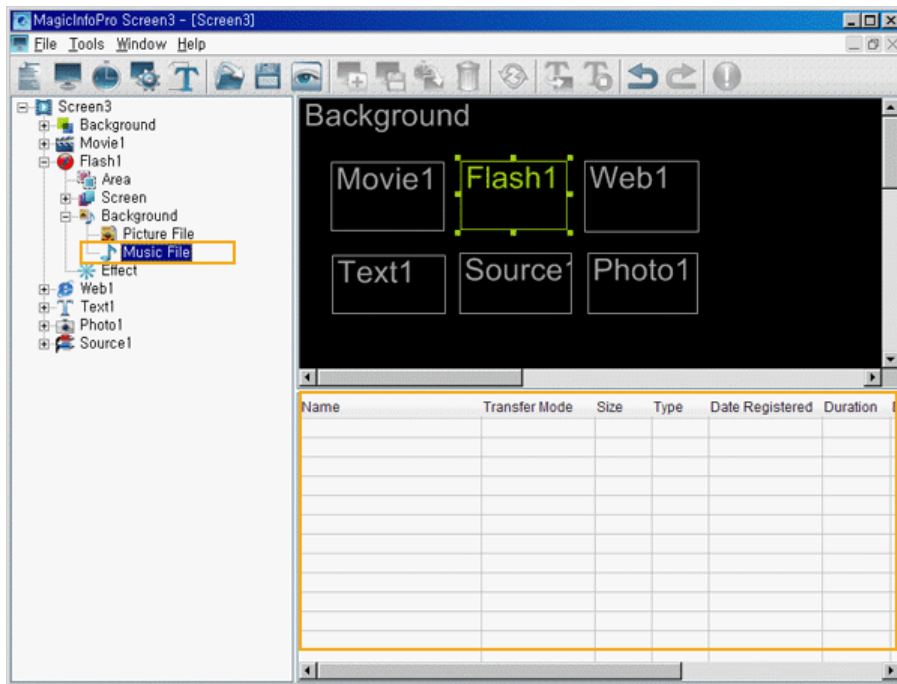 MagicInfoPro Screen3 - [Screen3]
File Tools Window Help
Screen3
Background
Movie1
Flash1
Area
Screen
Background
Picture File
Music File
Effect
Web1
Text1
Photo1
Source1
Background
Movie1 Flash1 Web1
Text1 Source1 Photo1
Name Transfer Mode Size Type Date Registered Duration